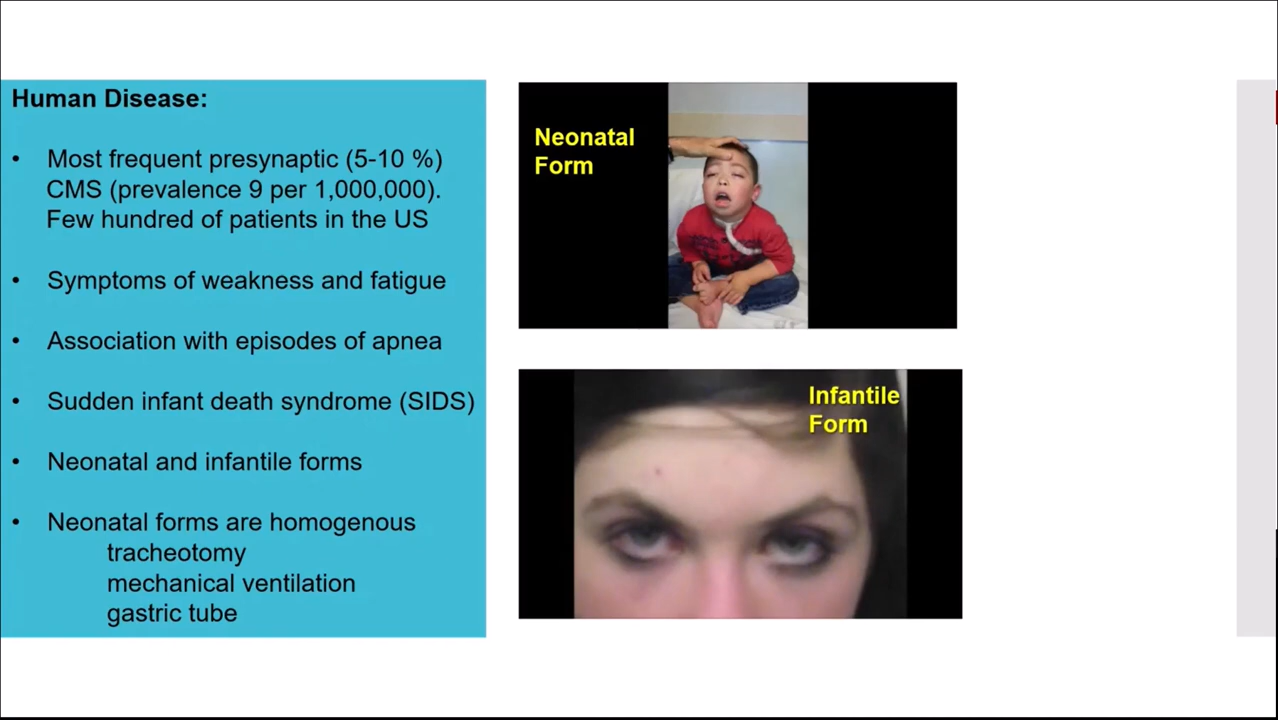 Human Disease:
• Most frequent presynaptic (5-10 %)
CMS (prevalence 9 per 1,000,000).
Few hundred of patients in the US
• Symptoms of weakness and fatigue
• Association with episodes of apnea
• Sudden infant death syndrome (SIDS)
• Neonatal and infantile forms
• Neonatal forms are homogenous
tracheotomy
mechanical ventilation
gastric tube
Neonatal
Form
Infantile
Form